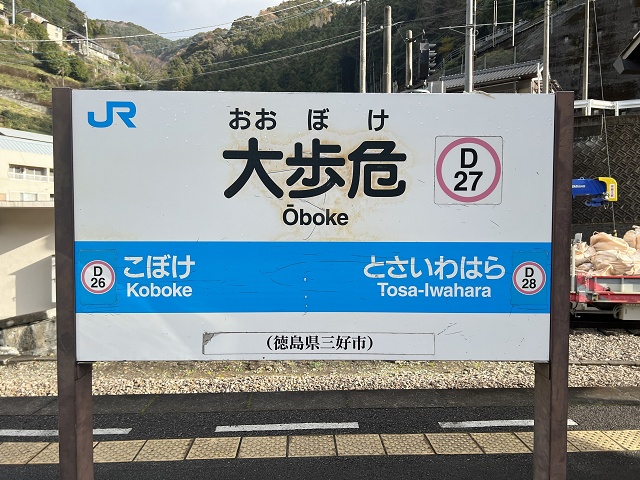 JR
おおぼけ
大歩危
D
27
Ōboke
D
26
こぼけ
Koboke
とさいわはら
Tosa-Iwahara
D
28
(徳島県三好市)